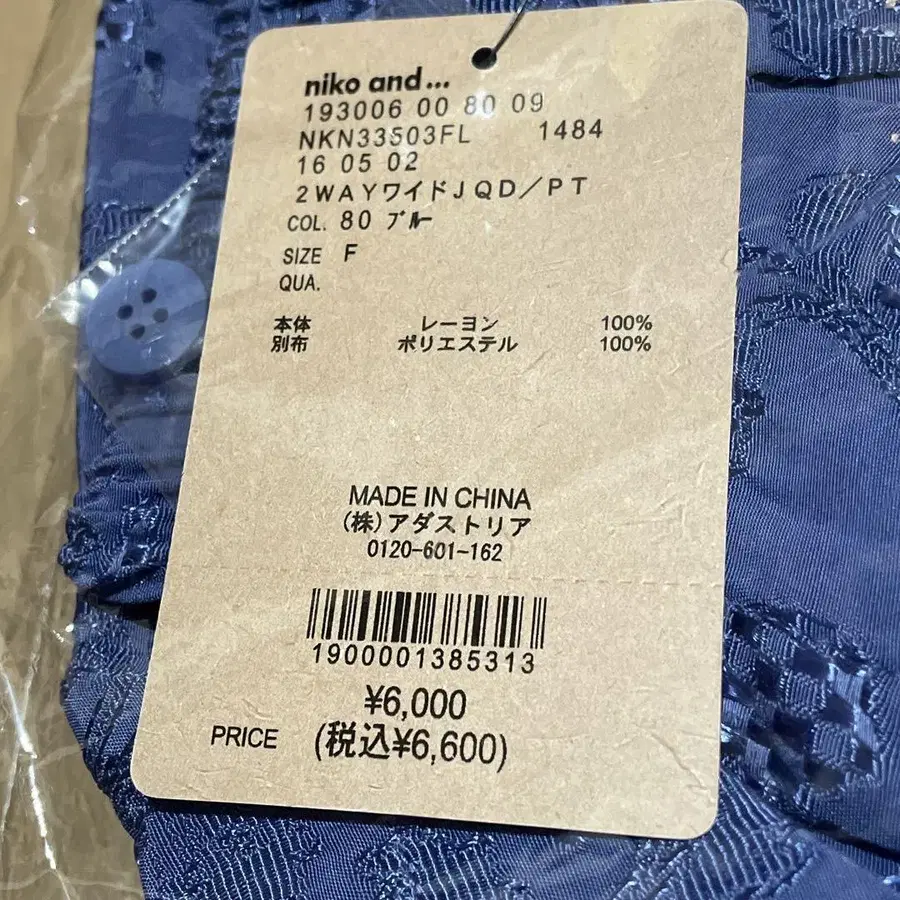 niko and...
193006 00 80 09
NKN33503FL 1484
16 05 02
2WAYワイドJQD/PT
COL. 80 ブルー
SIZE F
QUA.
本体 レーヨン 100%
別布 ポリエステル 100%
MADE IN CHINA
(株)アダストリア
0120-601-162
1900001385313
¥6,000
PRICE (税込¥6,600)